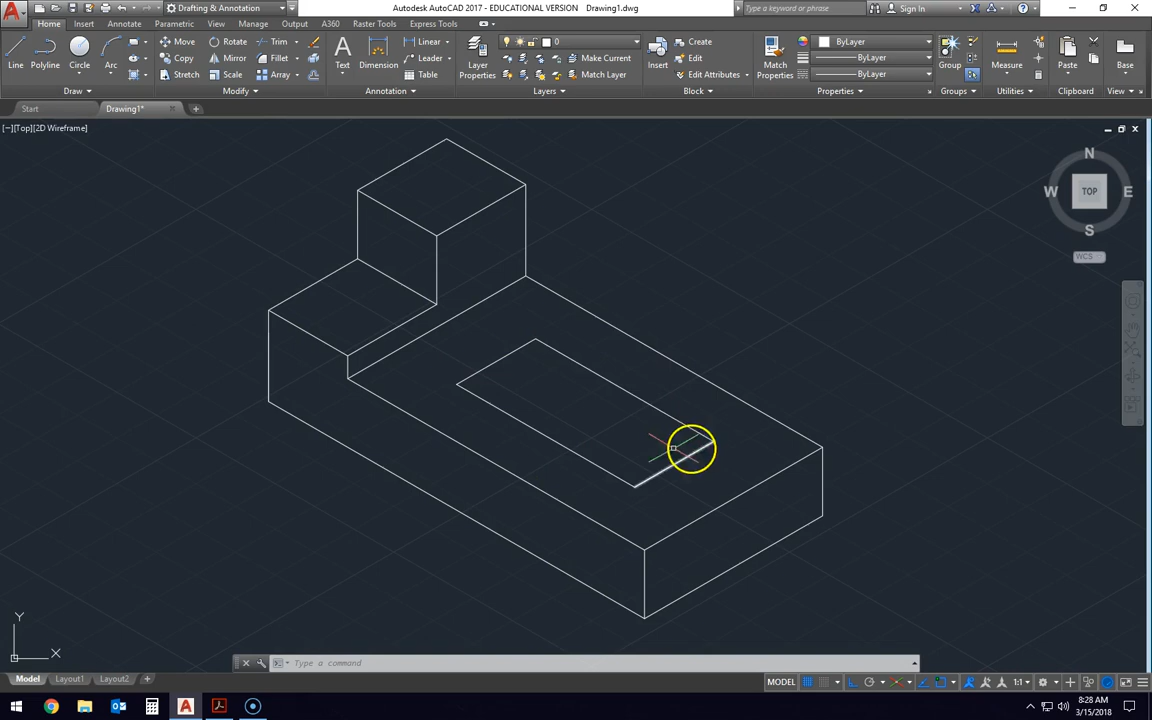 Drafting & Annotation
Autodesk AutoCAD 2017 - EDUCATIONAL VERSION Drawing1.dwg
Type a keyword or phrase
Sign In
Home Insert Annotate Parametric View Manage Output A360 Raster Tools Express Tools
Line Polyline Circle Arc
Move Rotate Trim
Copy Mirror Fillet
Stretch Scale Array
Text Dimension
Linear
Leader
Table
Layer Properties
0
Make Current
Match Layer
Insert
Create
Edit
Edit Attributes
Match Properties
ByLayer
ByLayer
ByLayer
Group
Measure
Paste
Base
Draw Modify Annotation Layers Block Properties Groups Utilities Clipboard View
Start Drawing1*
[−][Top][2D Wireframe]
N
W TOP E
S
WCS
Y
X
Type a command
Model Layout1 Layout2
MODEL
1:1
8:28 AM
3/15/2018